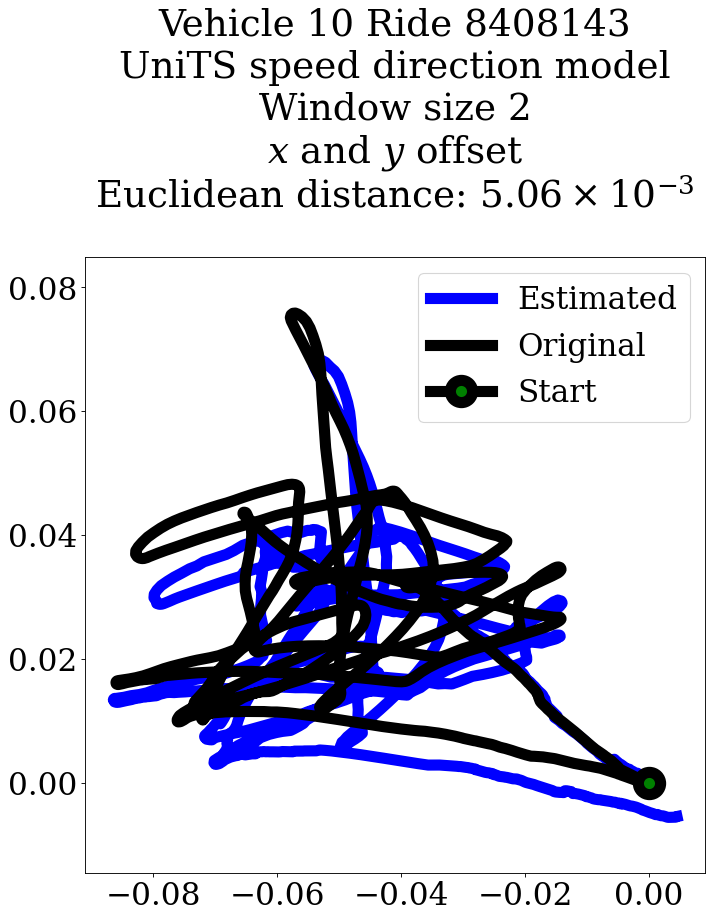 Vehicle 10 Ride 8408143
UniTS speed direction model
Window size 2
x and y offset
Euclidean distance: 5.06 × 10⁻³
Estimated
Original
Start
0.08
0.06
0.04
0.02
0.00
−0.08 −0.06 −0.04 −0.02 0.00